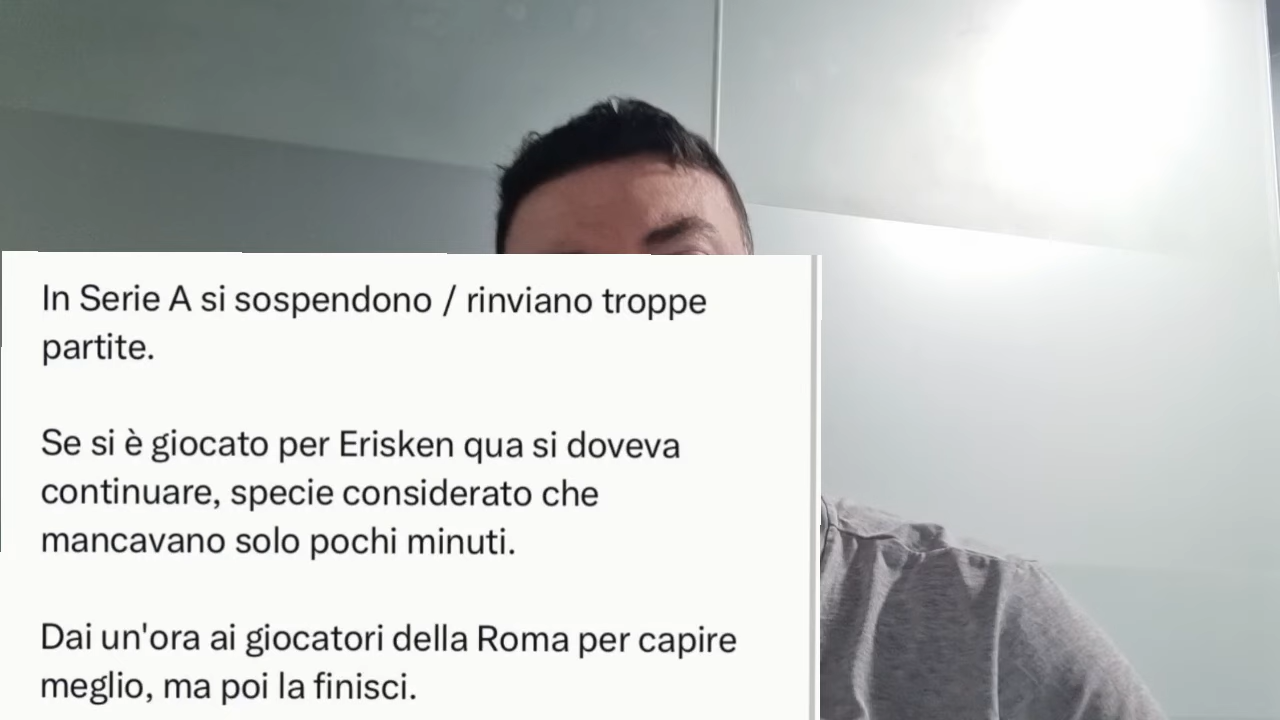 In Serie A si sospendono / rinviano troppe
partite.
Se si è giocato per Erisken qua si doveva
continuare, specie considerato che
mancavano solo pochi minuti.
Dai un'ora ai giocatori della Roma per capire
meglio, ma poi la finisci.